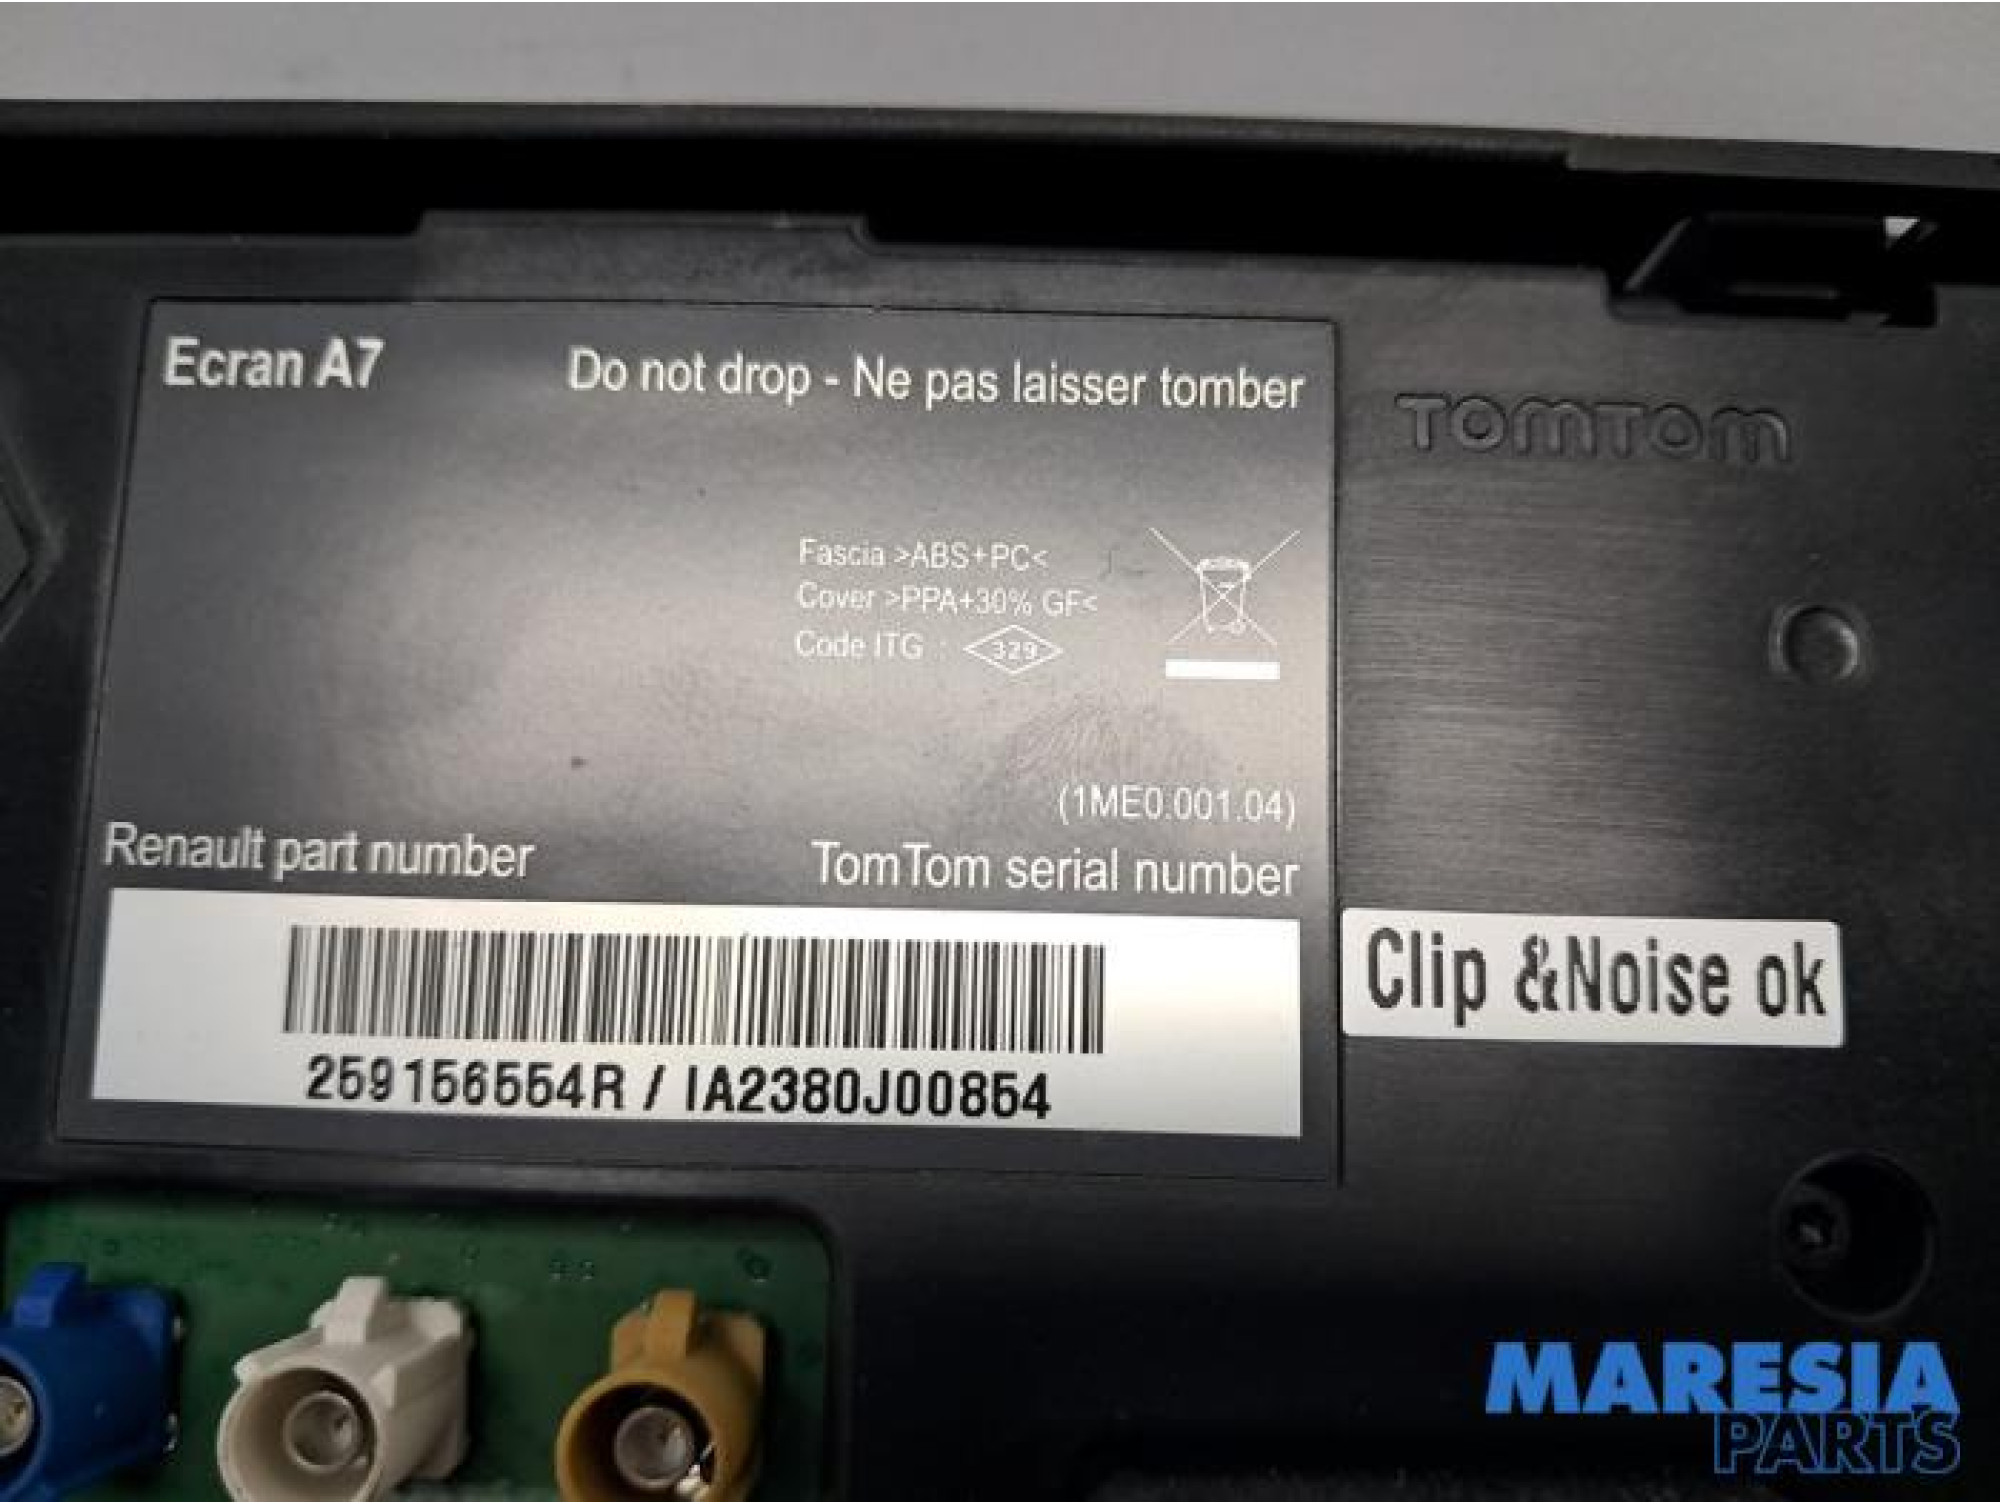 Ecran A7
Do not drop - Ne pas laisser tomber
TOMTOM
Fascia >ABS+PC<
Cover >PPA+30% GF<
Code ITG : 329
(1ME0.001.04)
Renault part number
TomTom serial number
Clip &Noise ok
259156554R / IA2380J00854
MARESIA
PARTS